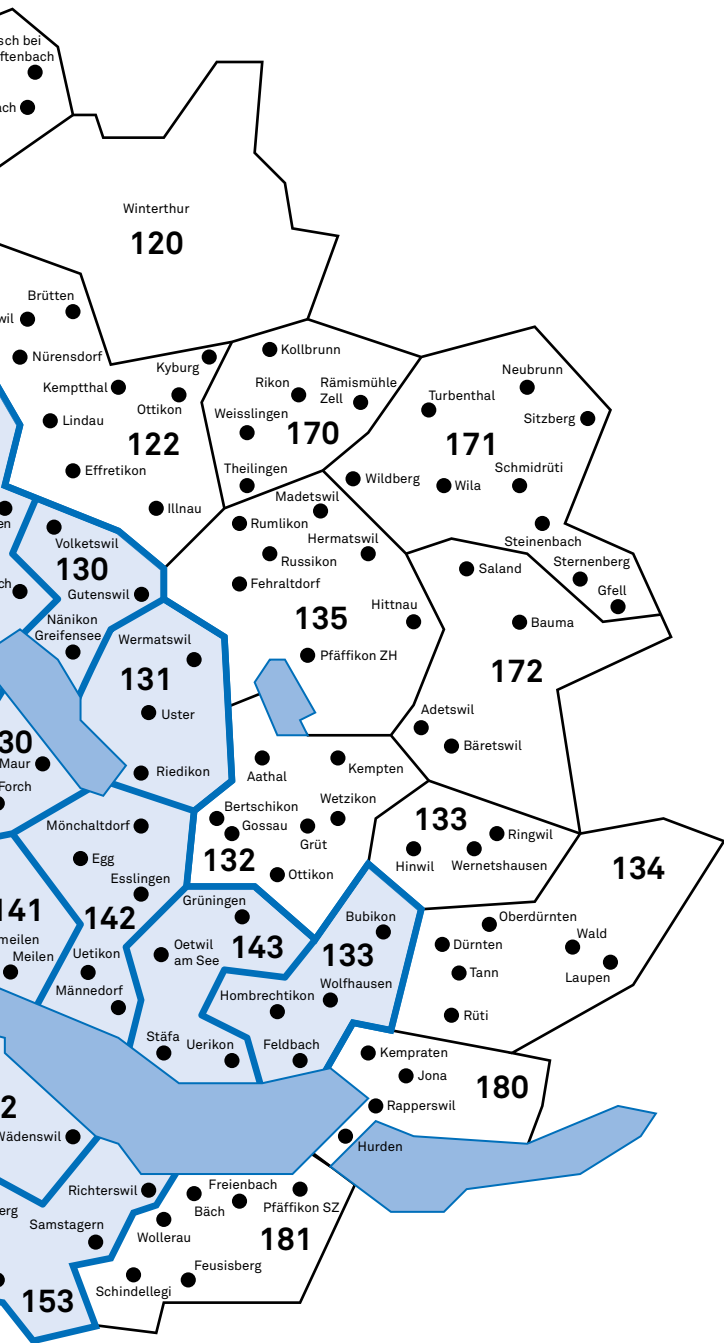 sch bei
ftenbach
ach
Winterthur
120
Brütten
wil
Nürensdorf
Kyburg
Kollbrunn
Kemptthal
Ottikon
Rikon
Rämismühle
Zell
Neubrunn
Turbenthal
Lindau
122
Weisslingen
170
171
Sitzberg
Effretikon
Theilingen
Wildberg
Wila
Schmidrüti
Illnau
Madetswil
Rumlikon
Steinenbach
en
Volketswil
Hermatswil
Russikon
130
Saland
Sternenberg
ch
Gutenswil
Fehraltdorf
Gfell
Nänikon
Greifensee
Hittnau
135
Bauma
Wermatswil
Pfäffikon ZH
172
131
Uster
Adetswil
Bäretswil
30
Maur
Riedikon
Aathal
Kempten
Forch
Bertschikon
Wetzikon
Mönchaltdorf
Gossau
Grüt
133
Ringwil
Egg
132
Hinwil
Wernetshausen
134
Esslingen
Ottikon
141
142
Grüningen
Bubikon
Oberdürnten
meilen
Meilen
Uetikon
Oetwil
am See
143
133
Dürnten
Wald
Männedorf
Hombrechtikon
Wolfhausen
Tann
Laupen
Rüti
Stäfa
Uerikon
Feldbach
Kempraten
Jona
180
2
Rapperswil
Wädenswil
Hurden
Richterswil
Freienbach
Bäch
Pfäffikon SZ
erg
Samstagern
Wollerau
181
Feusisberg
153
Schindellegi